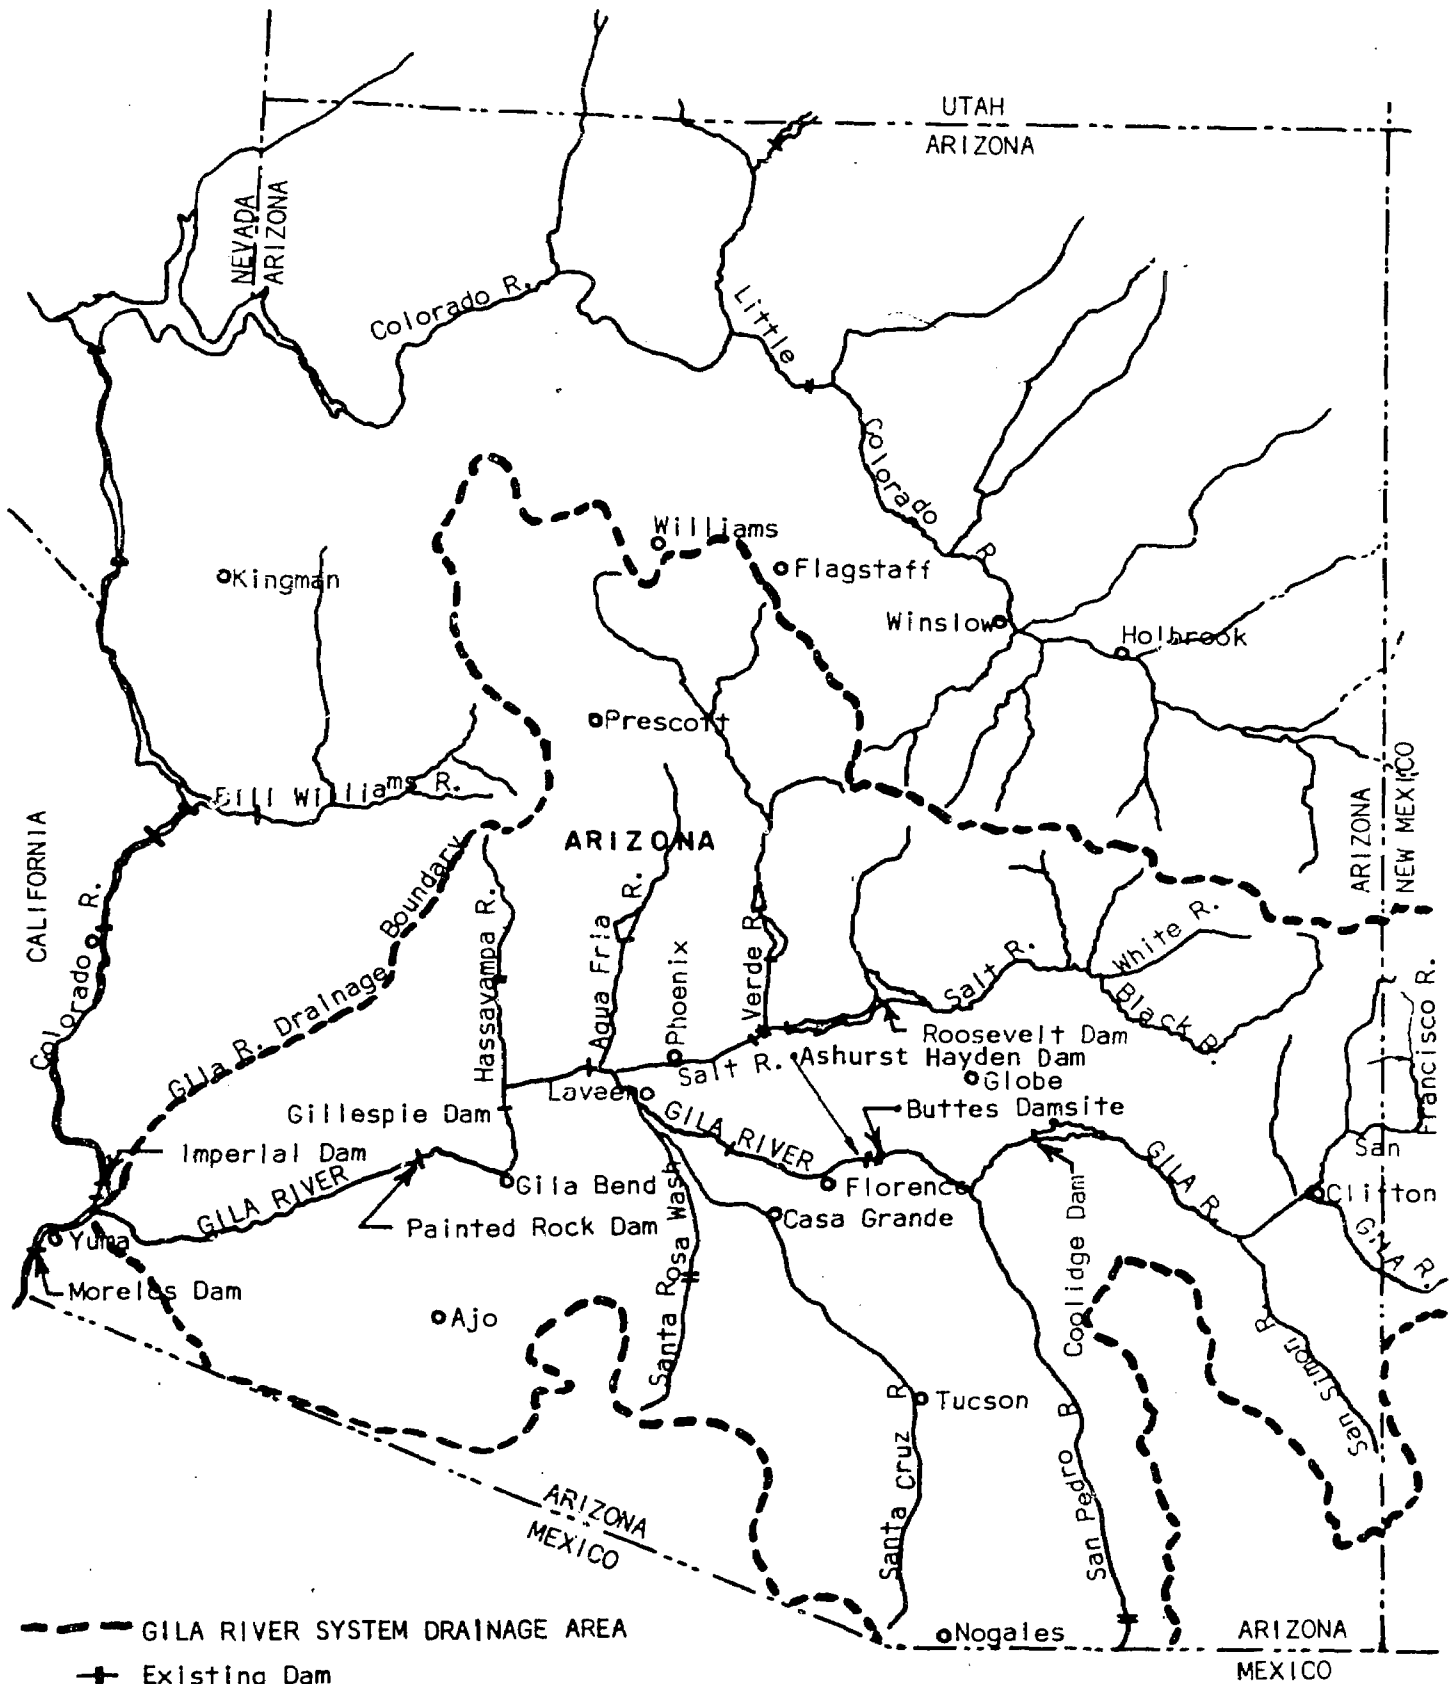 UTAH
ARIZONA
NEVADA
ARIZONA
Colorado R.
Little
Colorado
R
Williams
Flagstaff
Kingman
Winslow
Holbrook
Prescott
Bill Williams R.
ARIZONA
CALIFORNIA
ARIZONA
NEW MEXICO
Colorado R.
Gila R. Drainage Boundary
Hassayampa R.
Agua Fria R.
Phoenix
Verde R.
Salt R.
White R.
Black R.
Roosevelt Dam
Salt R.
Ashurst Hayden Dam
Globe
Francisco R.
San
Laveen
Gillespie Dam
GILA RIVER
Buttes Damsite
Imperial Dam
GILA RIVER
Gila Bend
Florence
GILA R.
Clifton
Painted Rock Dam
Santa Rosa Wash
Casa Grande
Coolidge Dam
GILA R.
Yuma
Morelos Dam
Ajo
San Simon R
Tucson
Santa Cruz R
San Pedro R
ARIZONA
MEXICO
Nogales
ARIZONA
MEXICO
GILA RIVER SYSTEM DRAINAGE AREA
Existing Dam